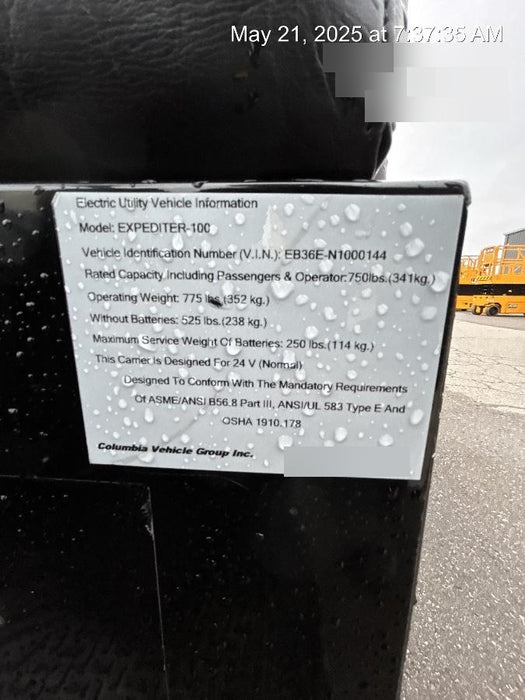 May 21, 2025 at 7:37:35 AM
Electric Utility Vehicle Information
Model: EXPEDITER-100
Vehicle Identification Number (V.I.N.): EB36E-N1000144
Rated Capacity Including Passengers & Operator:750lbs.(341kg.)
Operating Weight: 775 lbs.(352 kg.)
Without Batteries: 525 lbs.(238 kg.)
Maximum Service Weight Of Batteries: 250 lbs.(114 kg.)
This Carrier Is Designed For 24 V (Normal)
Designed To Conform With The Mandatory Requirements
Of ASME/ANSI B56.8 Part III, ANSI/UL 583 Type E And
OSHA 1910.178
Columbia Vehicle Group Inc.